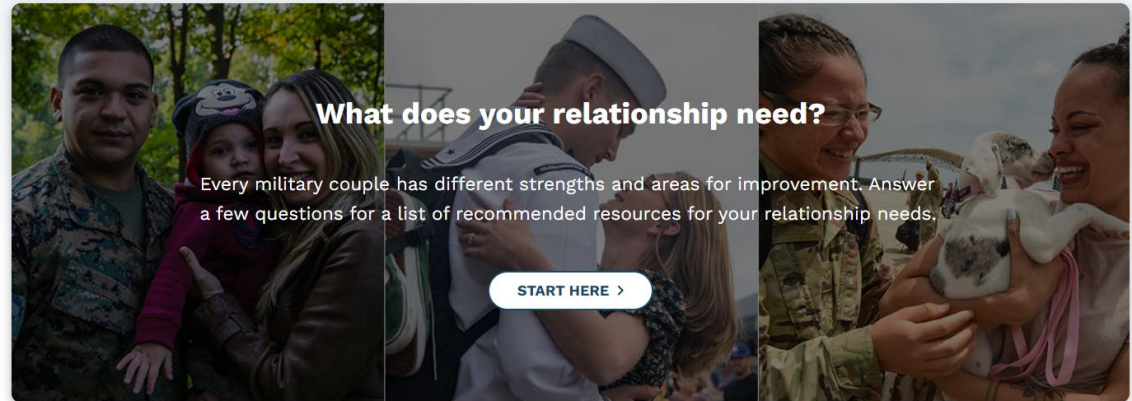 What does your relationship need?
Every military couple has different strengths and areas for improvement. Answer
a few questions for a list of recommended resources for your relationship needs.
START HERE >